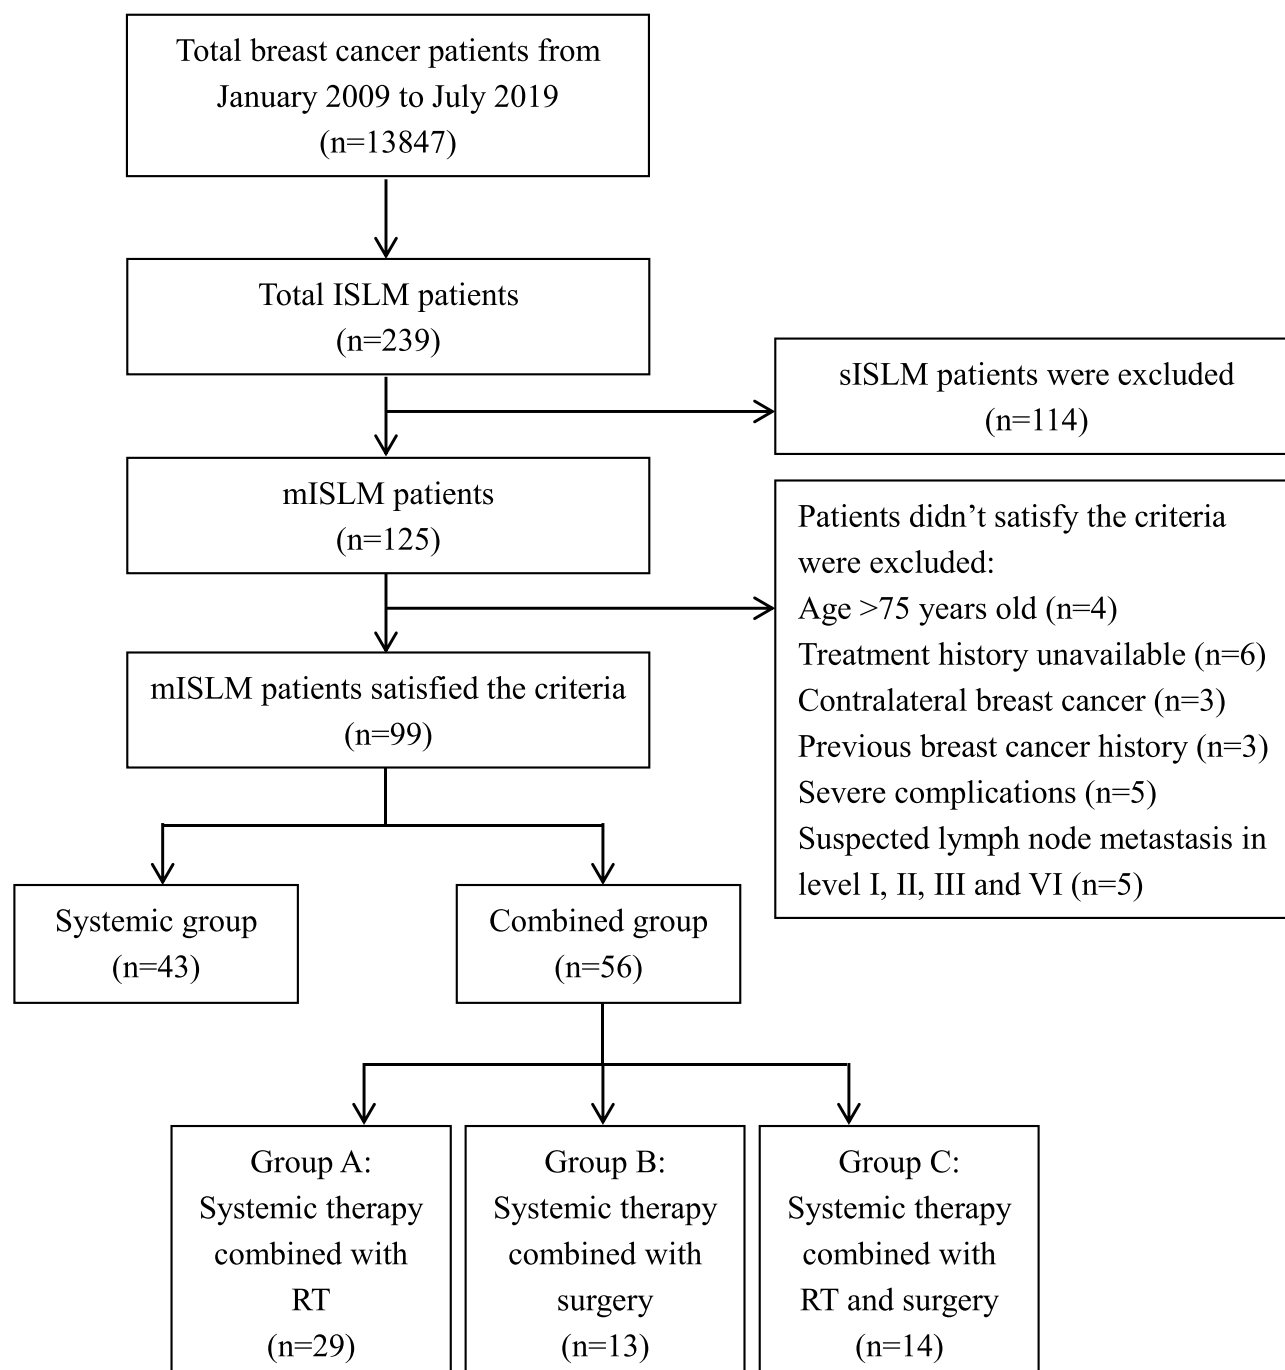 Total breast cancer patients from
January 2009 to July 2019
(n=13847)
Total ISLM patients
(n=239)
sISLM patients were excluded
(n=114)
mISLM patients
(n=125)
Patients didn’t satisfy the criteria
were excluded:
Age >75 years old (n=4)
Treatment history unavailable (n=6)
Contralateral breast cancer (n=3)
Previous breast cancer history (n=3)
Severe complications (n=5)
Suspected lymph node metastasis in
level I, II, III and VI (n=5)
mISLM patients satisfied the criteria
(n=99)
Systemic group
(n=43)
Combined group
(n=56)
Group A:
Systemic therapy
combined with
RT
(n=29)
Group B:
Systemic therapy
combined with
surgery
(n=13)
Group C:
Systemic therapy
combined with
RT and surgery
(n=14)